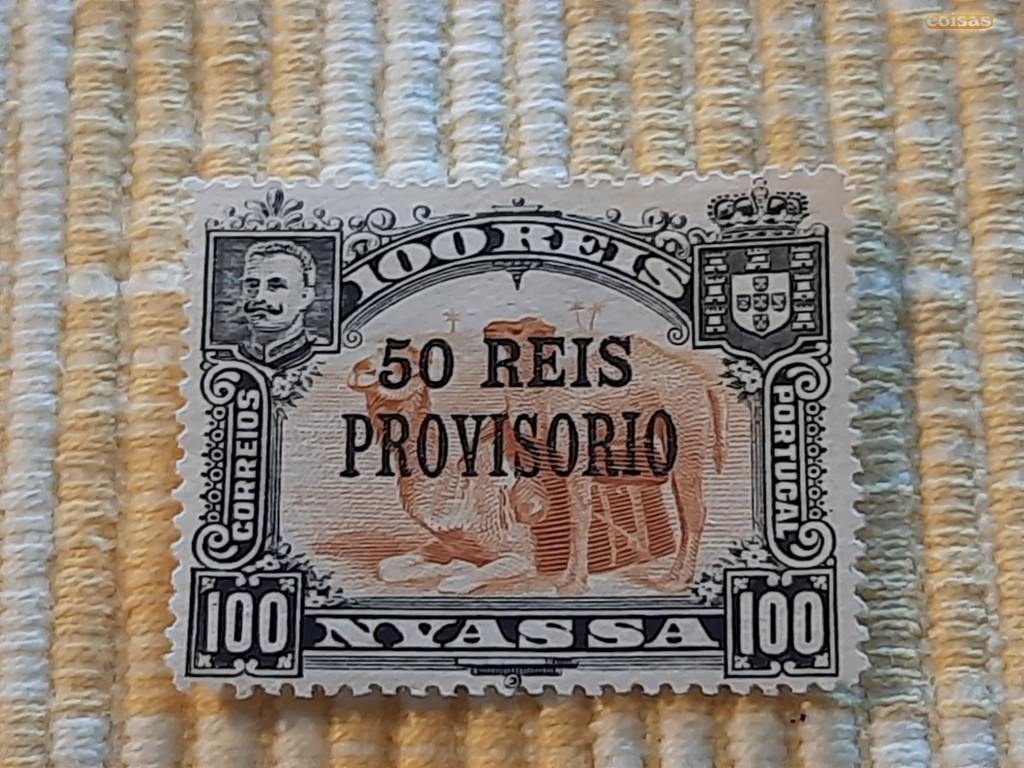 coisas
100 REIS
50 REIS
PROVISORIO
CORREIOS
PORTUGAL
100
NYASSA
100